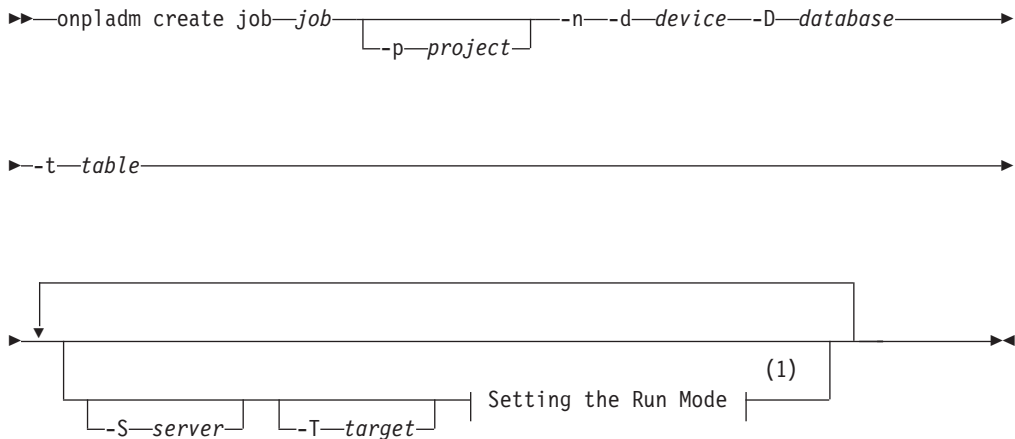 onpladm create job job -n -d device -D database
-p project
-t table
(1)
Setting the Run Mode
-S server -T target